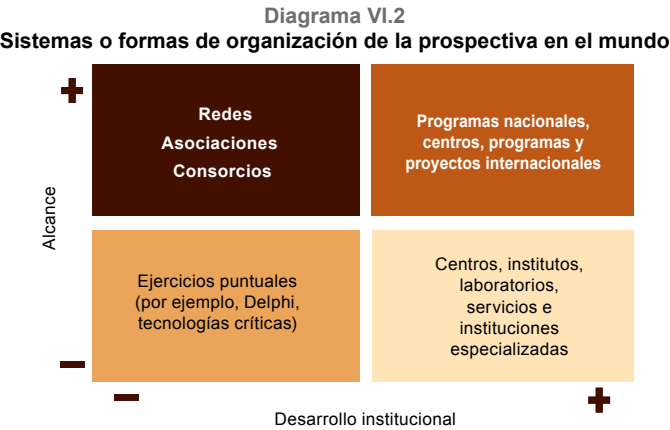 Diagrama VI.2
Sistemas o formas de organización de la prospectiva en el mundo
+
Redes
Asociaciones
Consorcios
Programas nacionales,
centros, programas y
proyectos internacionales
Alcance
Ejercicios puntuales
(por ejemplo, Delphi,
tecnologías críticas)
Centros, institutos,
laboratorios,
servicios e
instituciones
especializadas
−
−
+
Desarrollo institucional